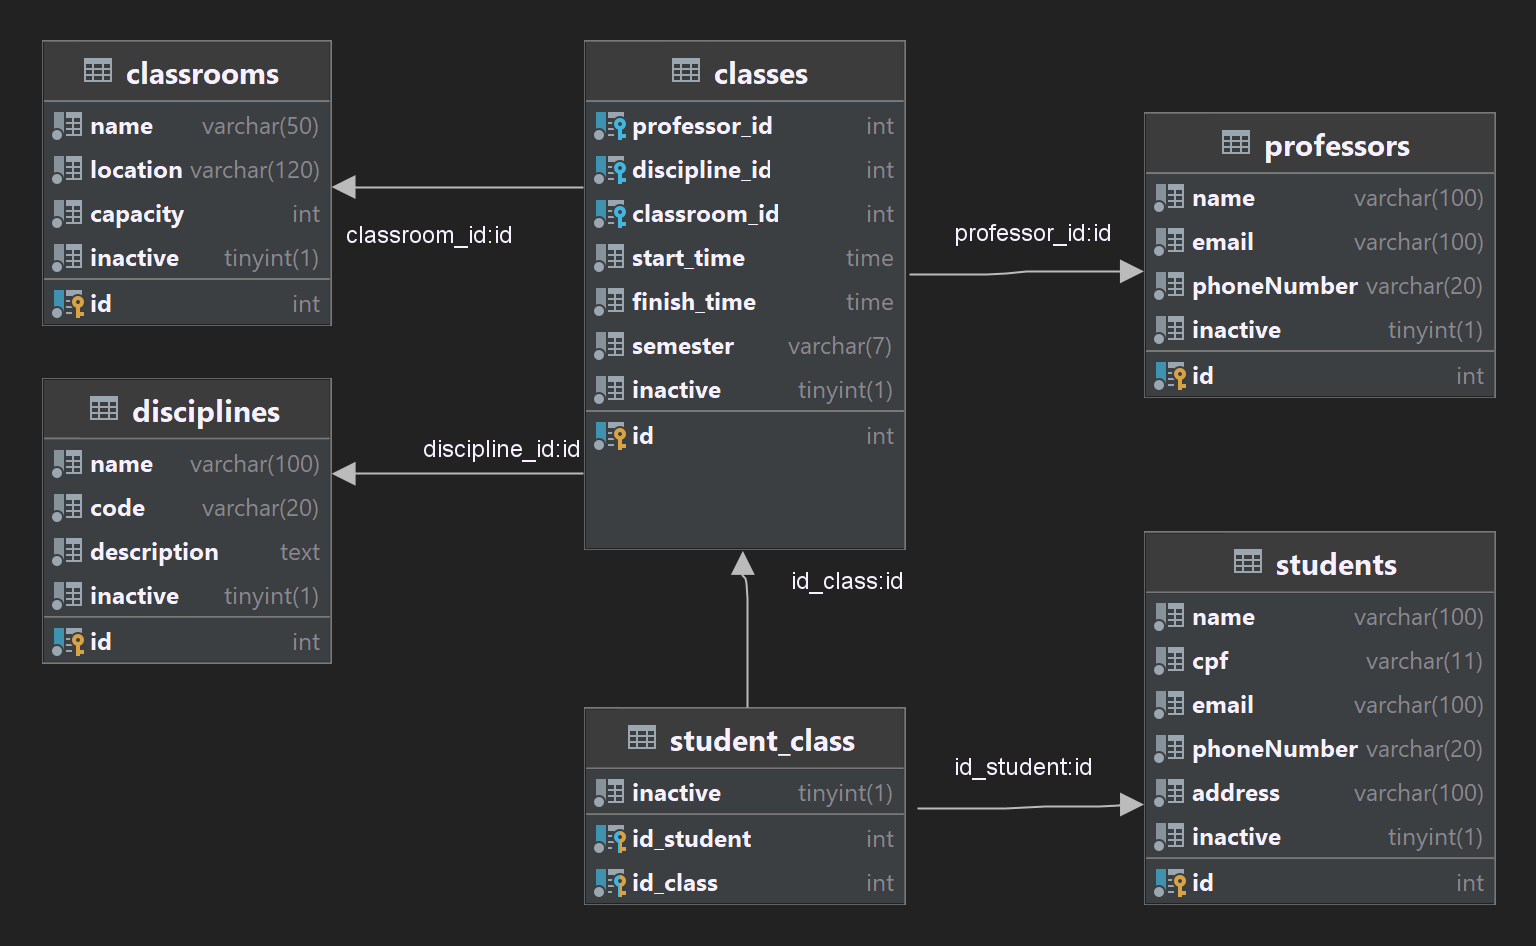 classrooms
name varchar(50)
location varchar(120)
capacity int
inactive tinyint(1)
id int
classes
professor_id int
discipline_id int
classroom_id int
start_time time
finish_time time
semester varchar(7)
inactive tinyint(1)
id int
professors
name varchar(100)
email varchar(100)
phoneNumber varchar(20)
inactive tinyint(1)
id int
classroom_id:id
professor_id:id
disciplines
name varchar(100)
code varchar(20)
description text
inactive tinyint(1)
id int
discipline_id:id
id_class:id
student_class
inactive tinyint(1)
id_student int
id_class int
id_student:id
students
name varchar(100)
cpf varchar(11)
email varchar(100)
phoneNumber varchar(20)
address varchar(100)
inactive tinyint(1)
id int